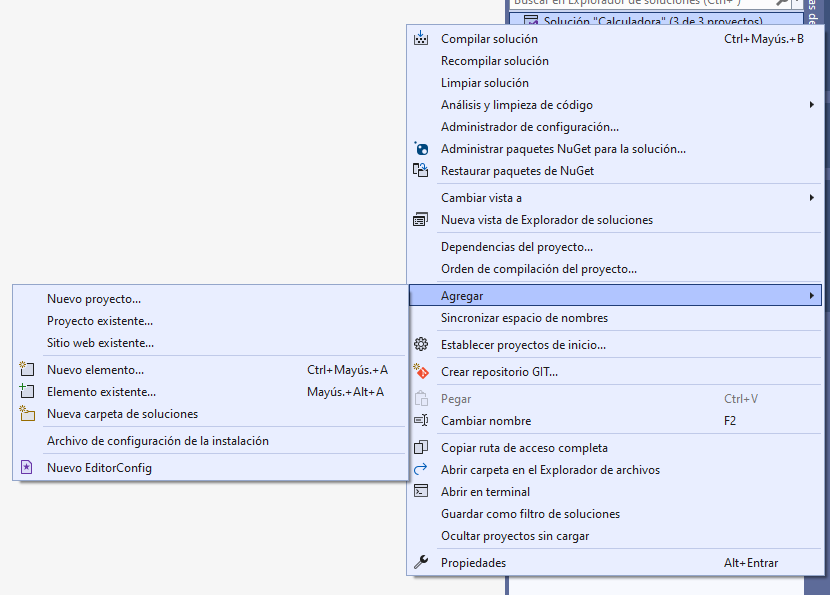 Buscar en Explorador de soluciones (Ctrl+ )
Solución "Calculadora" (3 de 3 proyectos)
Compilar solución Ctrl+Mayús.+B
Recompilar solución
Limpiar solución
Análisis y limpieza de código
Administrador de configuración...
Administrar paquetes NuGet para la solución...
Restaurar paquetes de NuGet
Cambiar vista a
Nueva vista de Explorador de soluciones
Dependencias del proyecto...
Orden de compilación del proyecto...
Agregar
Sincronizar espacio de nombres
Establecer proyectos de inicio...
Crear repositorio GIT...
Pegar Ctrl+V
Cambiar nombre F2
Copiar ruta de acceso completa
Abrir carpeta en el Explorador de archivos
Abrir en terminal
Guardar como filtro de soluciones
Ocultar proyectos sin cargar
Propiedades Alt+Entrar
Nuevo proyecto...
Proyecto existente...
Sitio web existente...
Nuevo elemento... Ctrl+Mayús.+A
Elemento existente... Mayús.+Alt+A
Nueva carpeta de soluciones
Archivo de configuración de la instalación
Nuevo EditorConfig